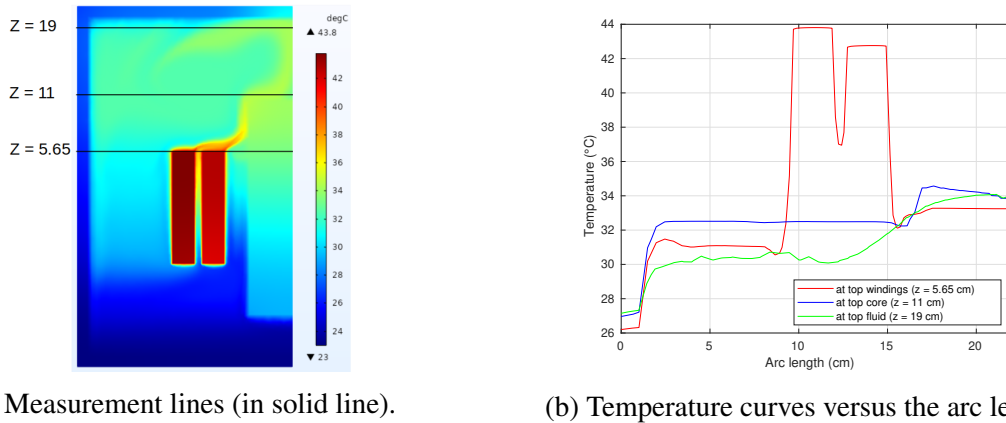 Z = 19
Z = 11
Z = 5.65
degC
▲ 43.8
42
40
38
36
34
32
30
28
26
24
▼ 23
Measurement lines (in solid line).
44
42
40
38
36
34
32
30
28
26
Temperature (°C)
0 5 10 15 20
Arc length (cm)
at top windings (z = 5.65 cm)
at top core (z = 11 cm)
at top fluid (z = 19 cm)
(b) Temperature curves versus the arc le